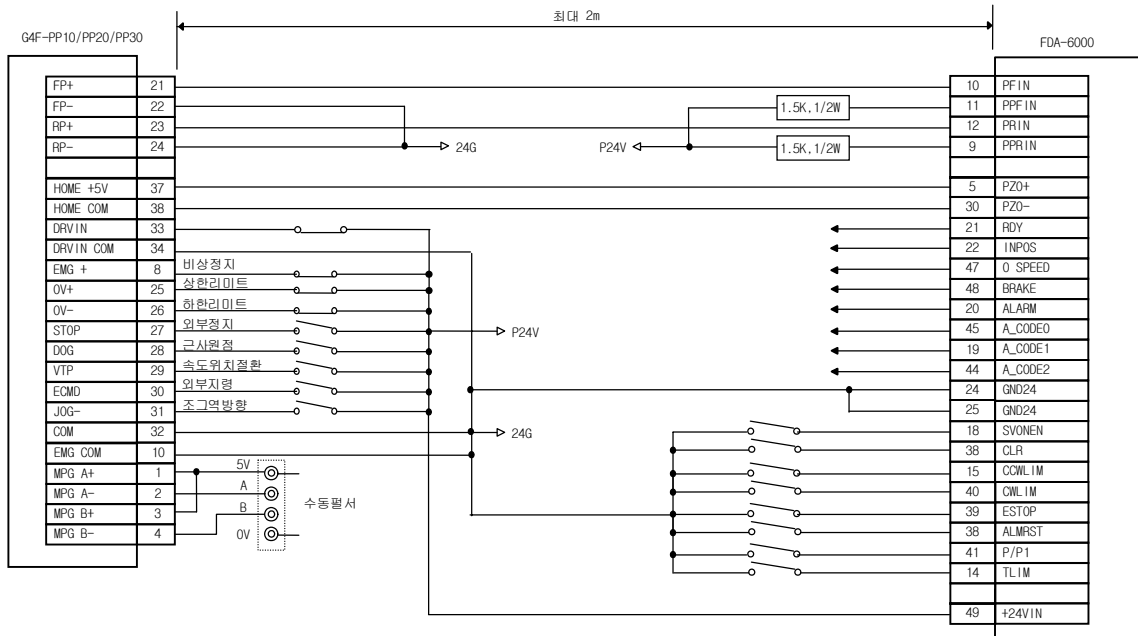 최대 2m
G4F-PP10/PP20/PP30
FDA-6000
FP+ 21
FP- 22
RP+ 23
RP- 24
HOME +5V 37
HOME COM 38
DRVIN 33
DRVIN COM 34
EMG + 8 비상정지
OV+ 25 상한리미트
OV- 26 하한리미트
STOP 27 외부정지
DOG 28 근사원점
VTP 29 속도위치절환
ECMD 30 외부지령
JOG- 31 조그역방향
COM 32
EMG COM 10
MPG A+ 1 5V
MPG A- 2 A
MPG B+ 3 B
MPG B- 4 0V
수동펄서
24G
P24V
1.5K,1/2W
1.5K,1/2W
P24V
24G
10 PFIN
11 PPFIN
12 PRIN
9 PPRIN
5 PZO+
30 PZO-
21 RDY
22 INPOS
47 0 SPEED
48 BRAKE
20 ALARM
45 A_CODE0
19 A_CODE1
44 A_CODE2
24 GND24
25 GND24
18 SVONEN
38 CLR
15 CCWLIM
40 CWLIM
39 ESTOP
38 ALMRST
41 P/P1
14 TLIM
49 +24VIN